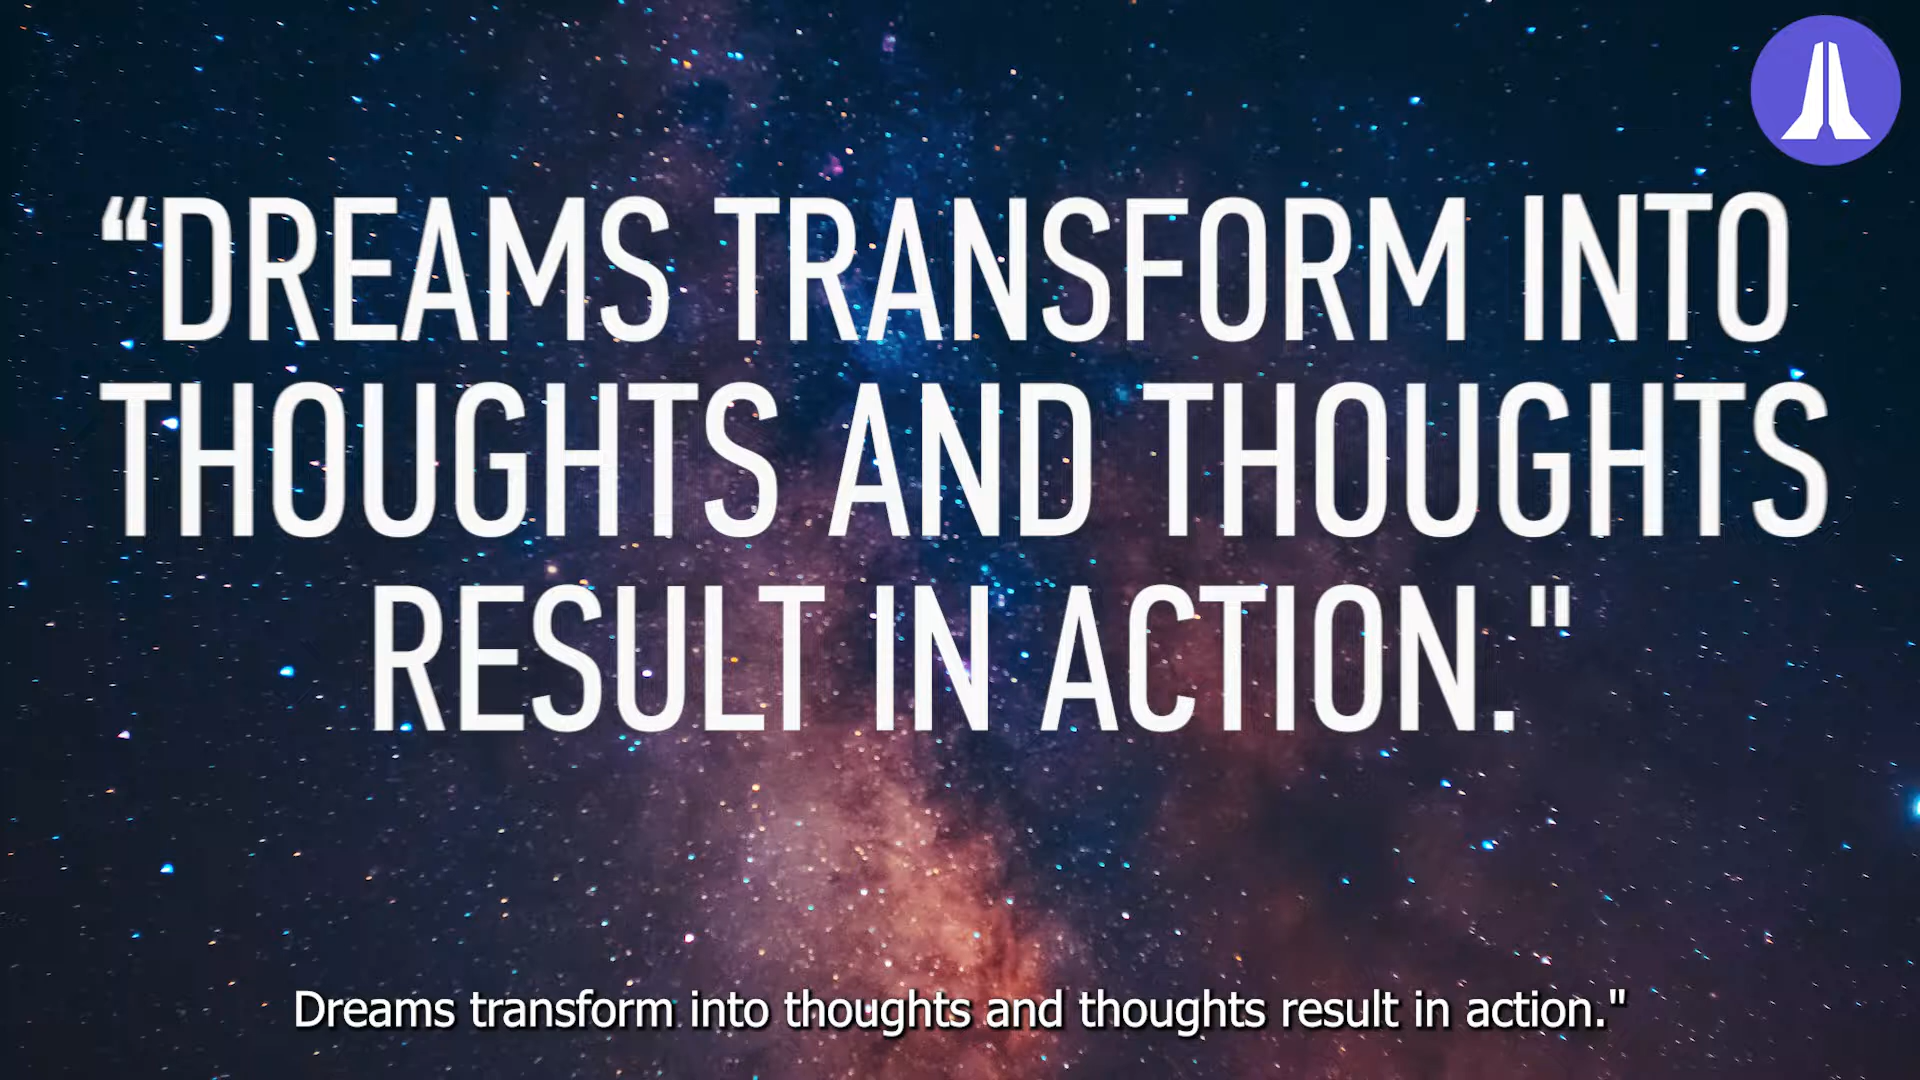 “DREAMS TRANSFORM INTO
THOUGHTS AND THOUGHTS
RESULT IN ACTION."
Dreams transform into thoughts and thoughts result in action."